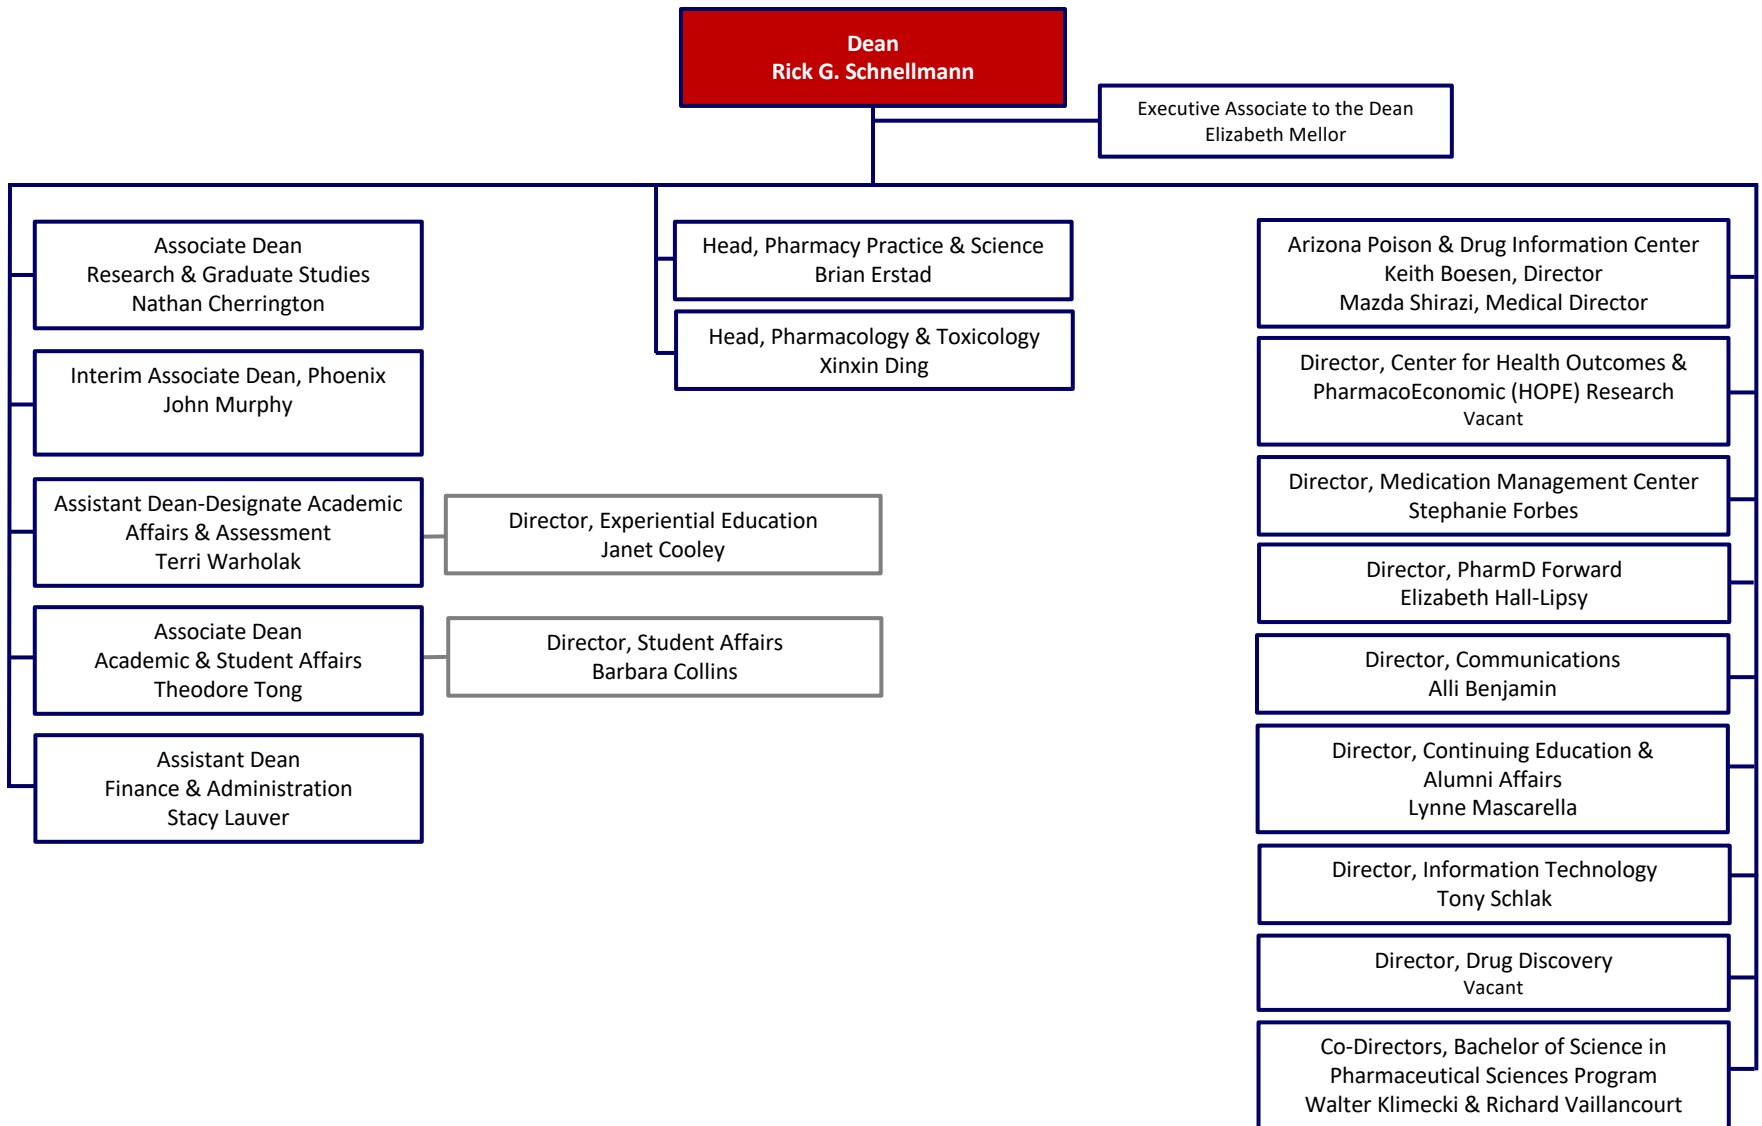 Dean
Rick G. Schnellmann
Executive Associate to the Dean
Elizabeth Mellor
Associate Dean
Research & Graduate Studies
Nathan Cherrington
Interim Associate Dean, Phoenix
John Murphy
Assistant Dean-Designate Academic
Affairs & Assessment
Terri Warholak
Director, Experiential Education
Janet Cooley
Associate Dean
Academic & Student Affairs
Theodore Tong
Director, Student Affairs
Barbara Collins
Assistant Dean
Finance & Administration
Stacy Lauver
Head, Pharmacy Practice & Science
Brian Erstad
Head, Pharmacology & Toxicology
Xinxin Ding
Arizona Poison & Drug Information Center
Keith Boesen, Director
Mazda Shirazi, Medical Director
Director, Center for Health Outcomes &
PharmacoEconomic (HOPE) Research
Vacant
Director, Medication Management Center
Stephanie Forbes
Director, PharmD Forward
Elizabeth Hall-Lipsy
Director, Communications
Alli Benjamin
Director, Continuing Education &
Alumni Affairs
Lynne Mascarella
Director, Information Technology
Tony Schlak
Director, Drug Discovery
Vacant
Co-Directors, Bachelor of Science in
Pharmaceutical Sciences Program
Walter Klimecki & Richard Vaillancourt